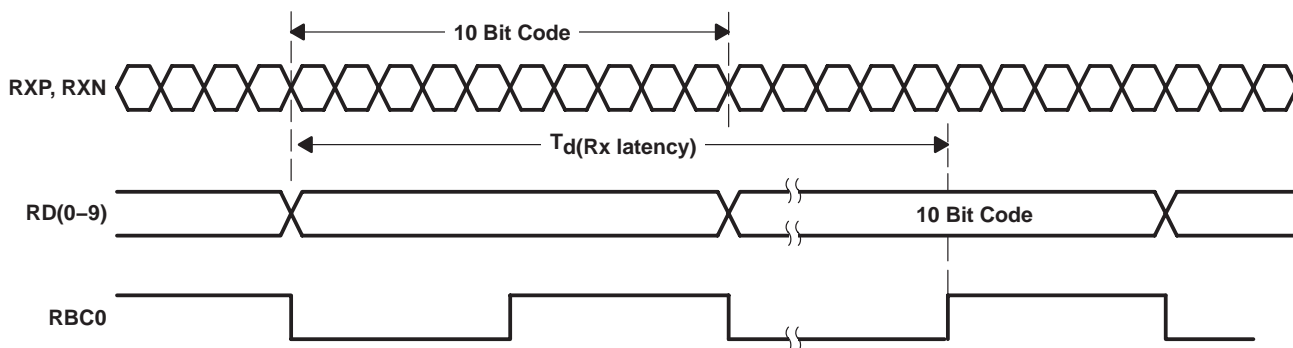 10 Bit Code
RXP, RXN
Td(Rx latency)
RD(0–9)
10 Bit Code
RBC0